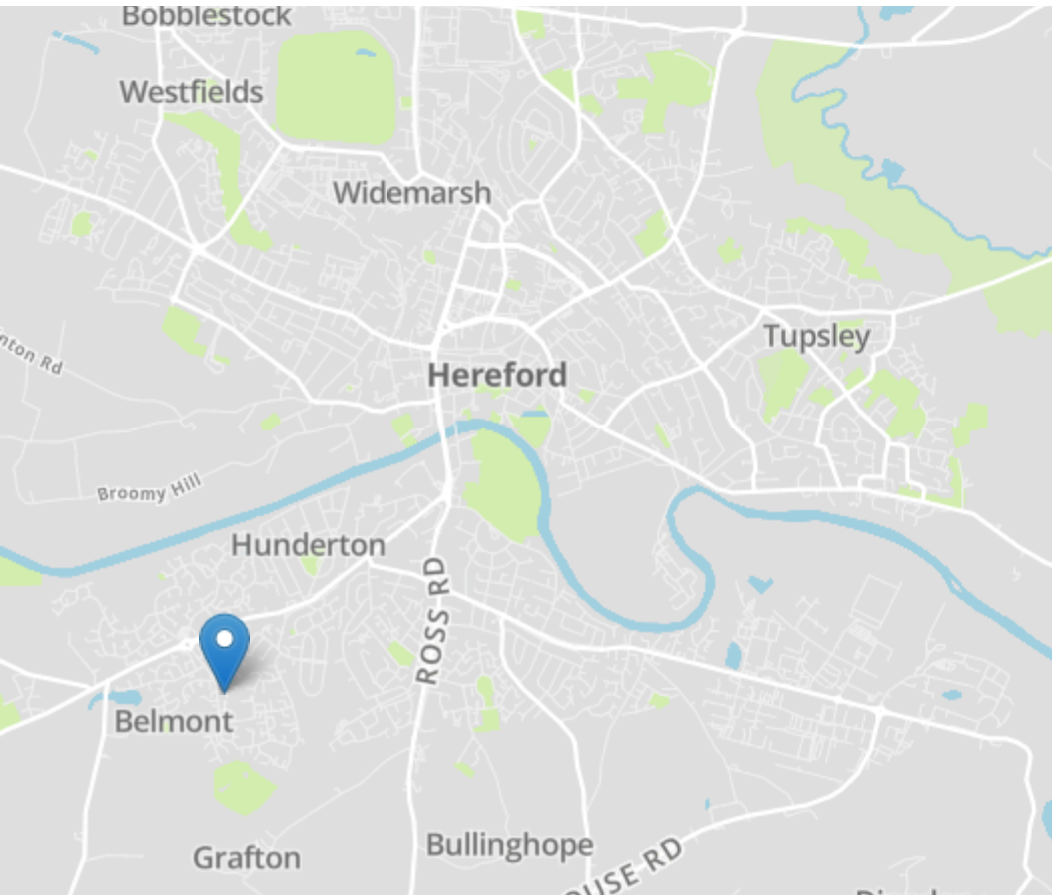 Bobblestock
Westfields
Widemarsh
Tupsley
nton Rd
Hereford
Broomy Hill
Hunderton
ROSS RD
Belmont
Bullinghope
Grafton
OUSE RD